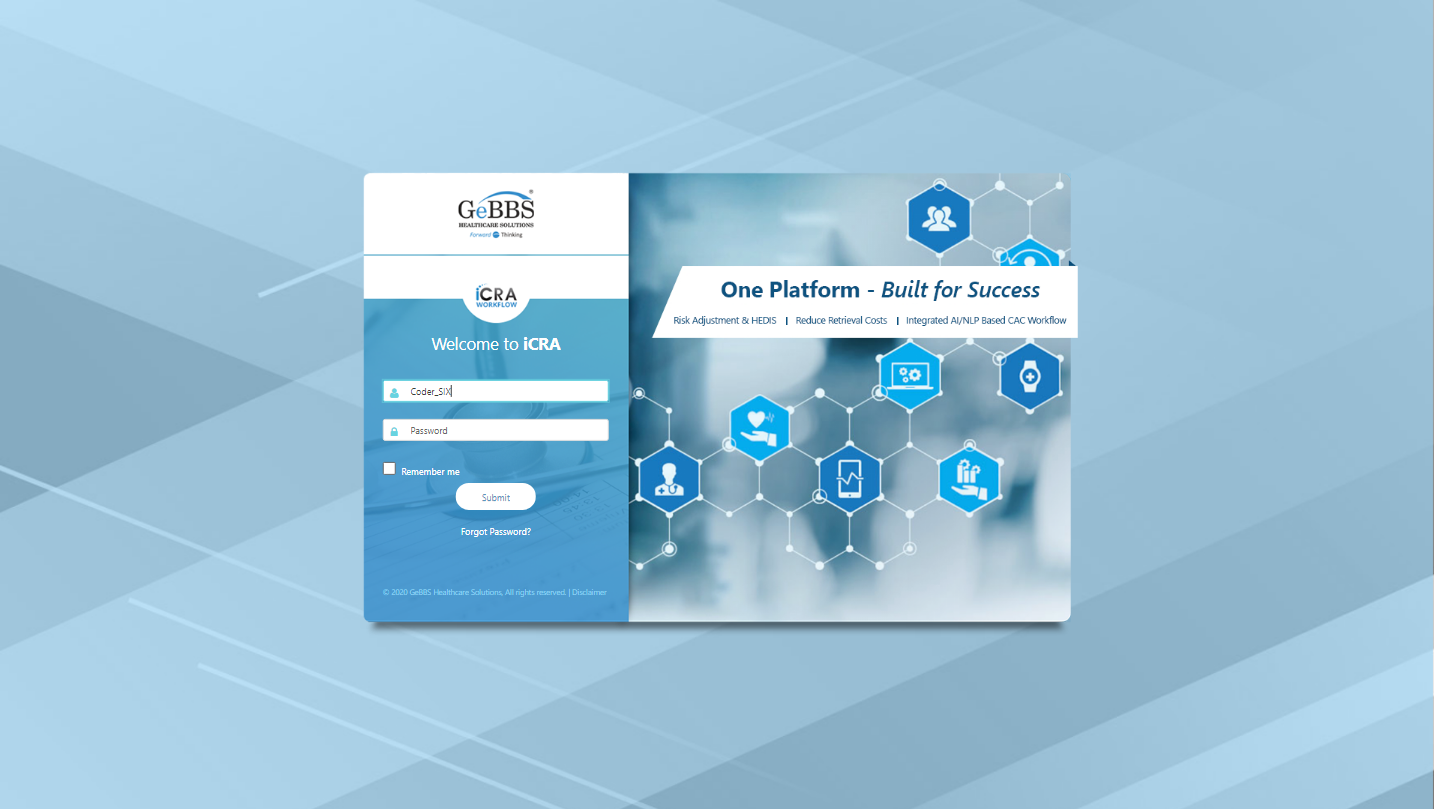 GeBBS®
HEALTHCARE SOLUTIONS
Forward Thinking
iCRA
WORKFLOW
Welcome to iCRA
Coder_SIX
Password
Remember me
Submit
Forgot Password?
© 2020 GeBBS Healthcare Solutions, All rights reserved. | Disclaimer
One Platform - Built for Success
Risk Adjustment & HEDIS | Reduce Retrieval Costs | Integrated AI/NLP Based CAC Workflow